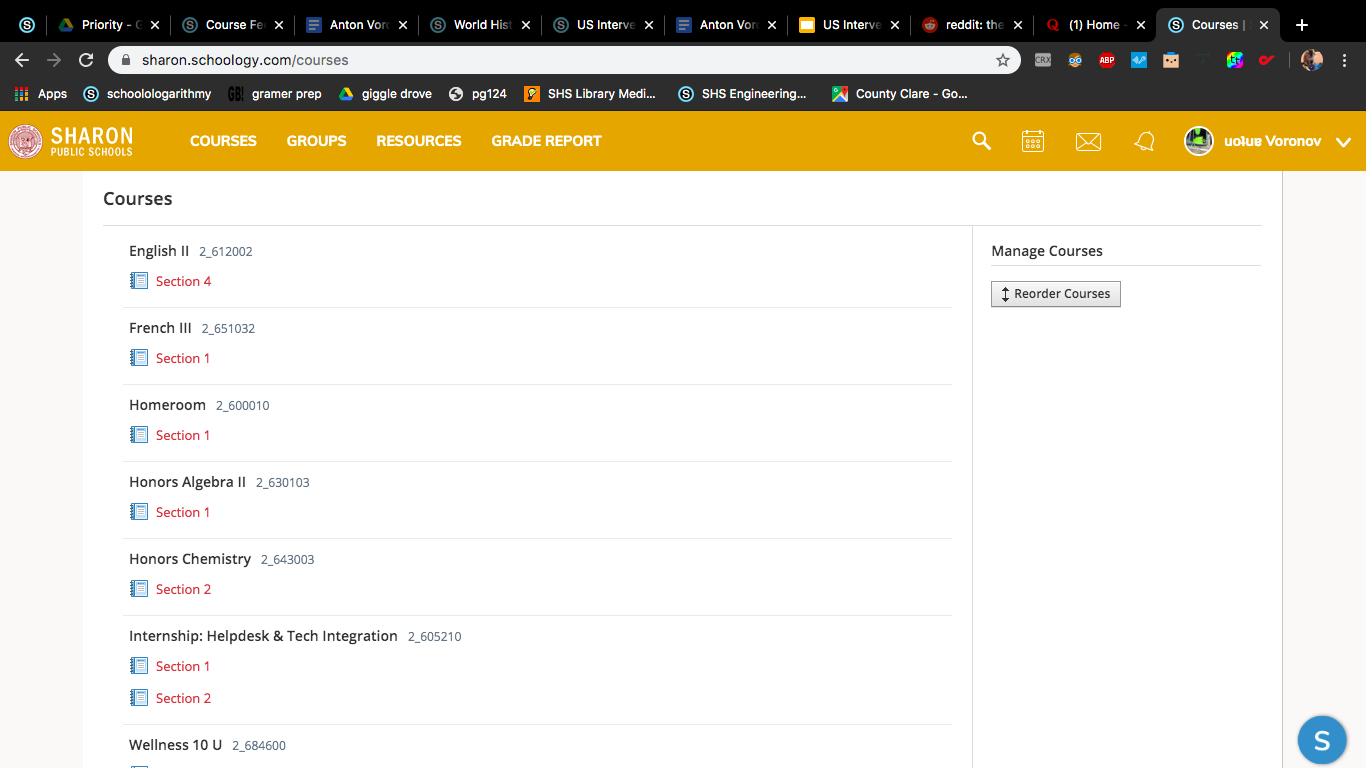 Priority - G
Course Fe
Anton Vor
World Hist
US Interve
Anton Vor
US Interve
reddit: the
(1) Home -
Courses |
sharon.schoology.com/courses
CRX
ABP
Apps
schoolologarithmy
GB!
gramer prep
giggle drove
pg124
SHS Library Medi...
SHS Engineering...
County Clare - Go...
SHARON
PUBLIC SCHOOLS
COURSES
GROUPS
RESOURCES
GRADE REPORT
uoʇuɐ Voronov
Courses
English II 2_612002
Section 4
French III 2_651032
Section 1
Homeroom 2_600010
Section 1
Honors Algebra II 2_630103
Section 1
Honors Chemistry 2_643003
Section 2
Internship: Helpdesk & Tech Integration 2_605210
Section 1
Section 2
Wellness 10 U 2_684600
Manage Courses
Reorder Courses
S